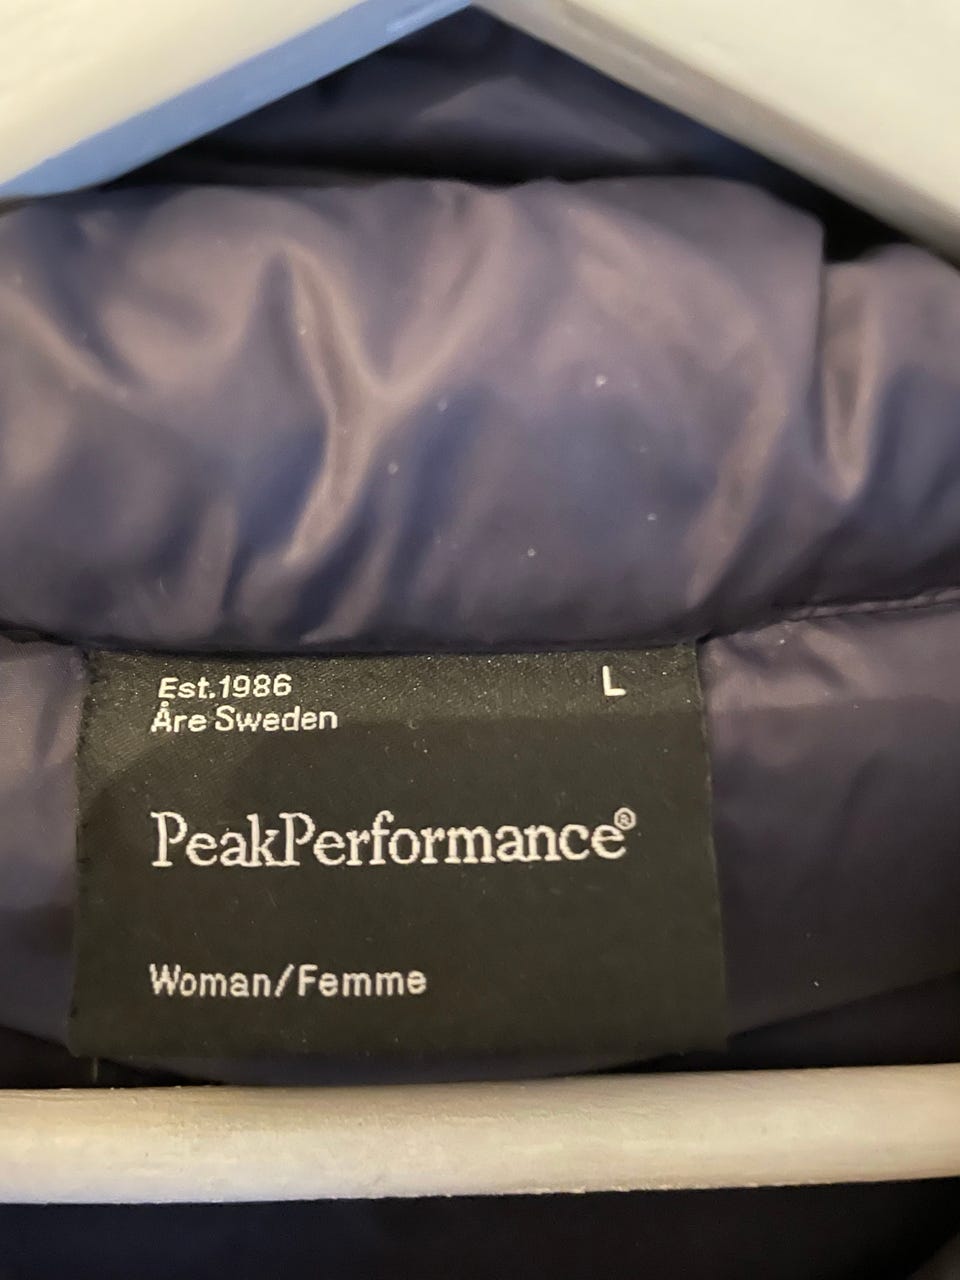 Est.1986 L
Åre Sweden
PeakPerformance®
Woman/Femme